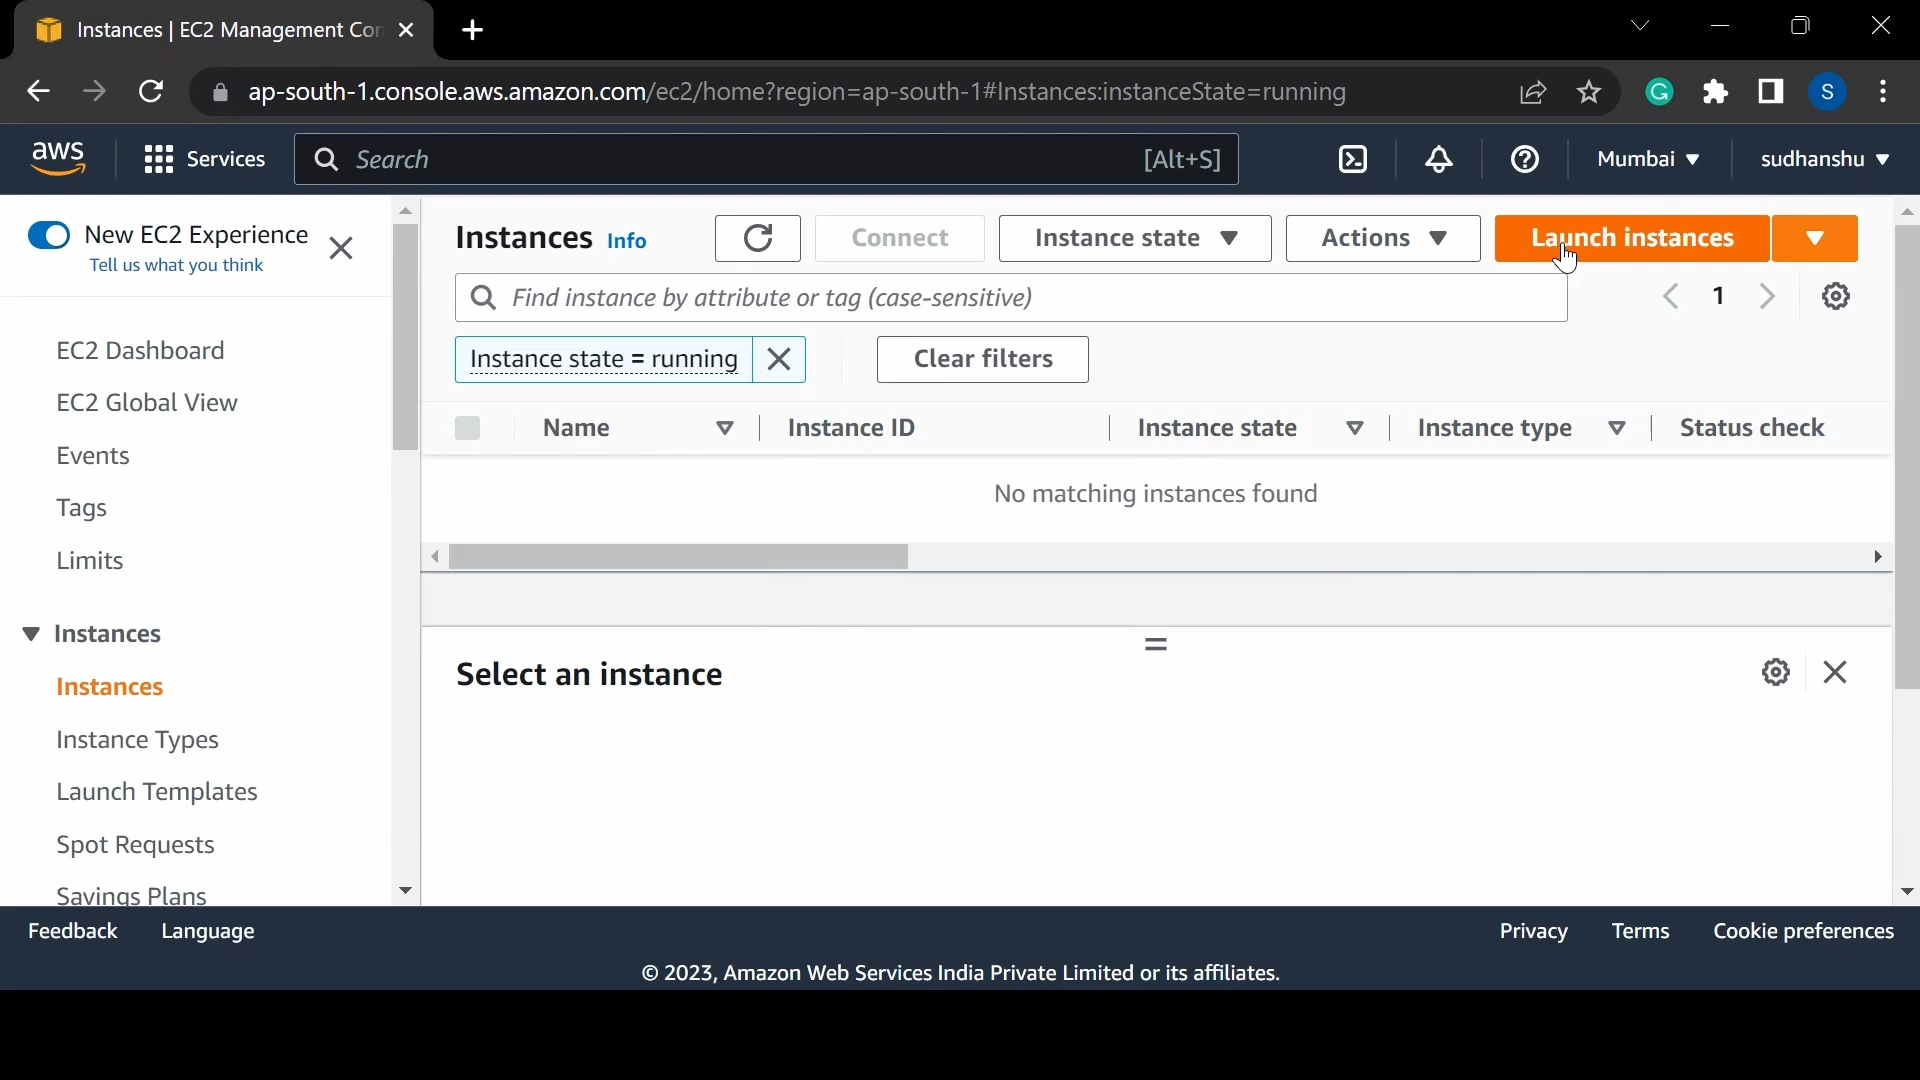 Instances | EC2 Management Con
ap-south-1.console.aws.amazon.com/ec2/home?region=ap-south-1#Instances:instanceState=running
S
aws
Services
Search [Alt+S]
Mumbai
sudhanshu
New EC2 Experience
Tell us what you think
EC2 Dashboard
EC2 Global View
Events
Tags
Limits
Instances
Instances
Instance Types
Launch Templates
Spot Requests
Savings Plans
Instances Info
Connect
Instance state
Actions
Launch instances
Find instance by attribute or tag (case-sensitive)
1
Instance state = running
Clear filters
Name Instance ID Instance state Instance type Status check
No matching instances found
Select an instance
Feedback Language Privacy Terms Cookie preferences
© 2023, Amazon Web Services India Private Limited or its affiliates.